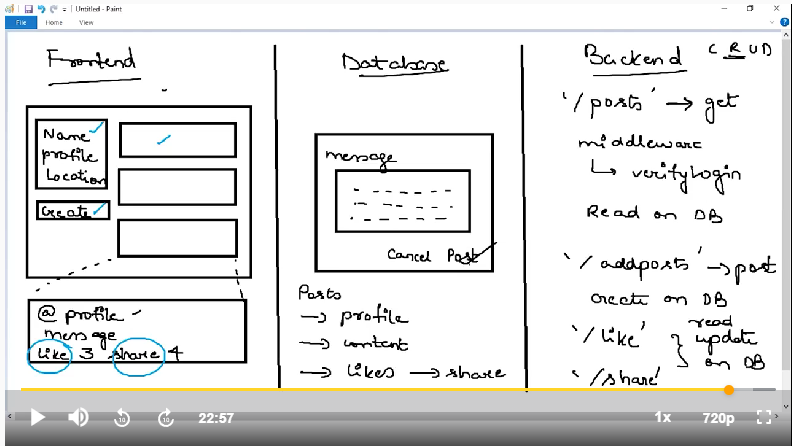 Untitled - Paint
File Home View
Frontend
Name
profile
Location
Create
@ profile
message
like 3 share 4
Database
message
Cancel Post
Posts
→ profile
→ content
→ likes → share
Backend
C R U D
'/posts' → get
middleware
verifyLogin
Read on DB
'/addposts' → post
create on DB
'/like'
'/share'
read
update
on DB
22:57
1x
720p
10
10